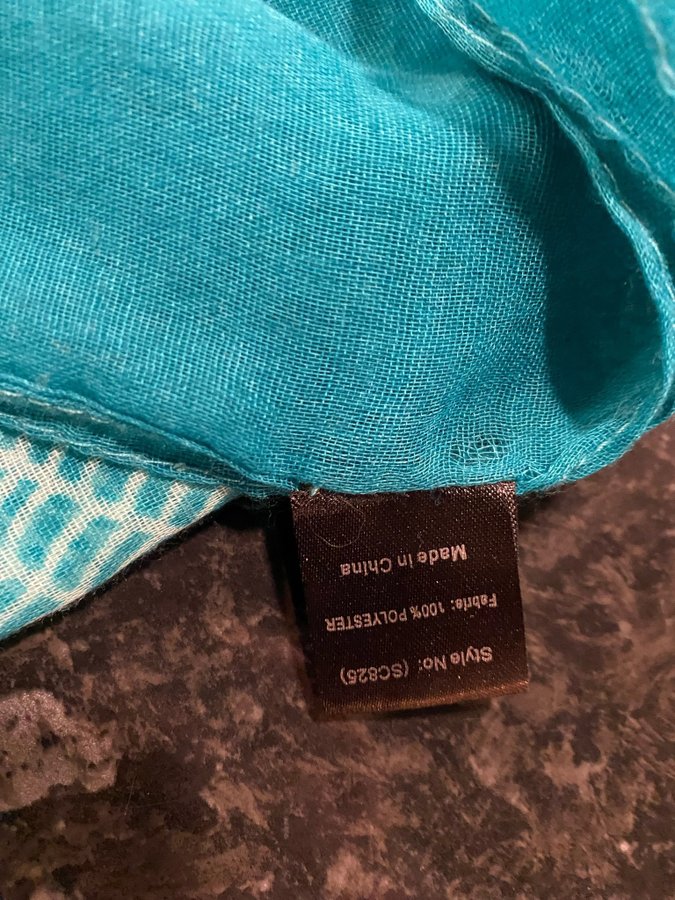 Style No: (SC825)
Fabric: 100% POLYESTER
Made in China